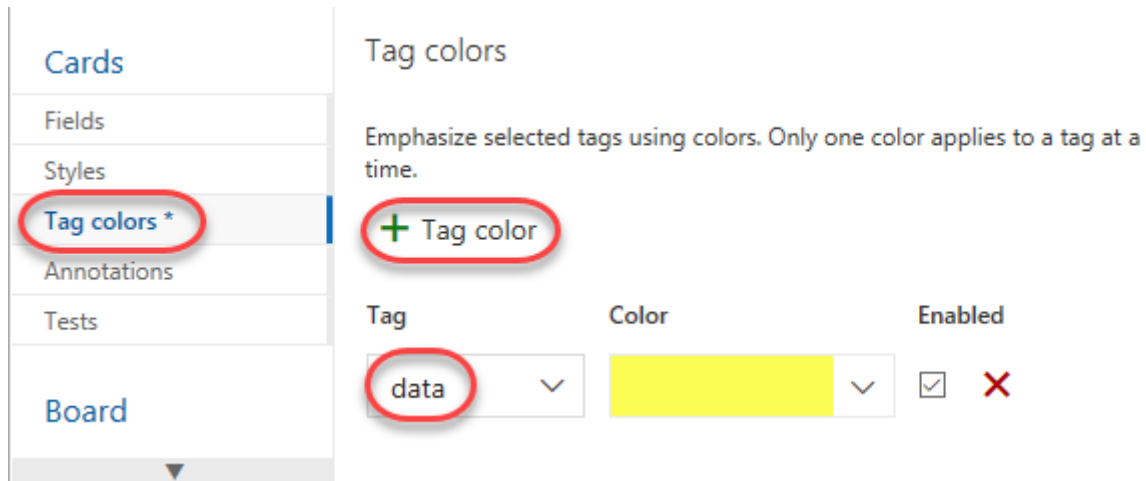 Cards
Fields
Styles
Tag colors *
Annotations
Tests
Board
Tag colors
Emphasize selected tags using colors. Only one color applies to a tag at a
time.
+ Tag color
Tag Color Enabled
data